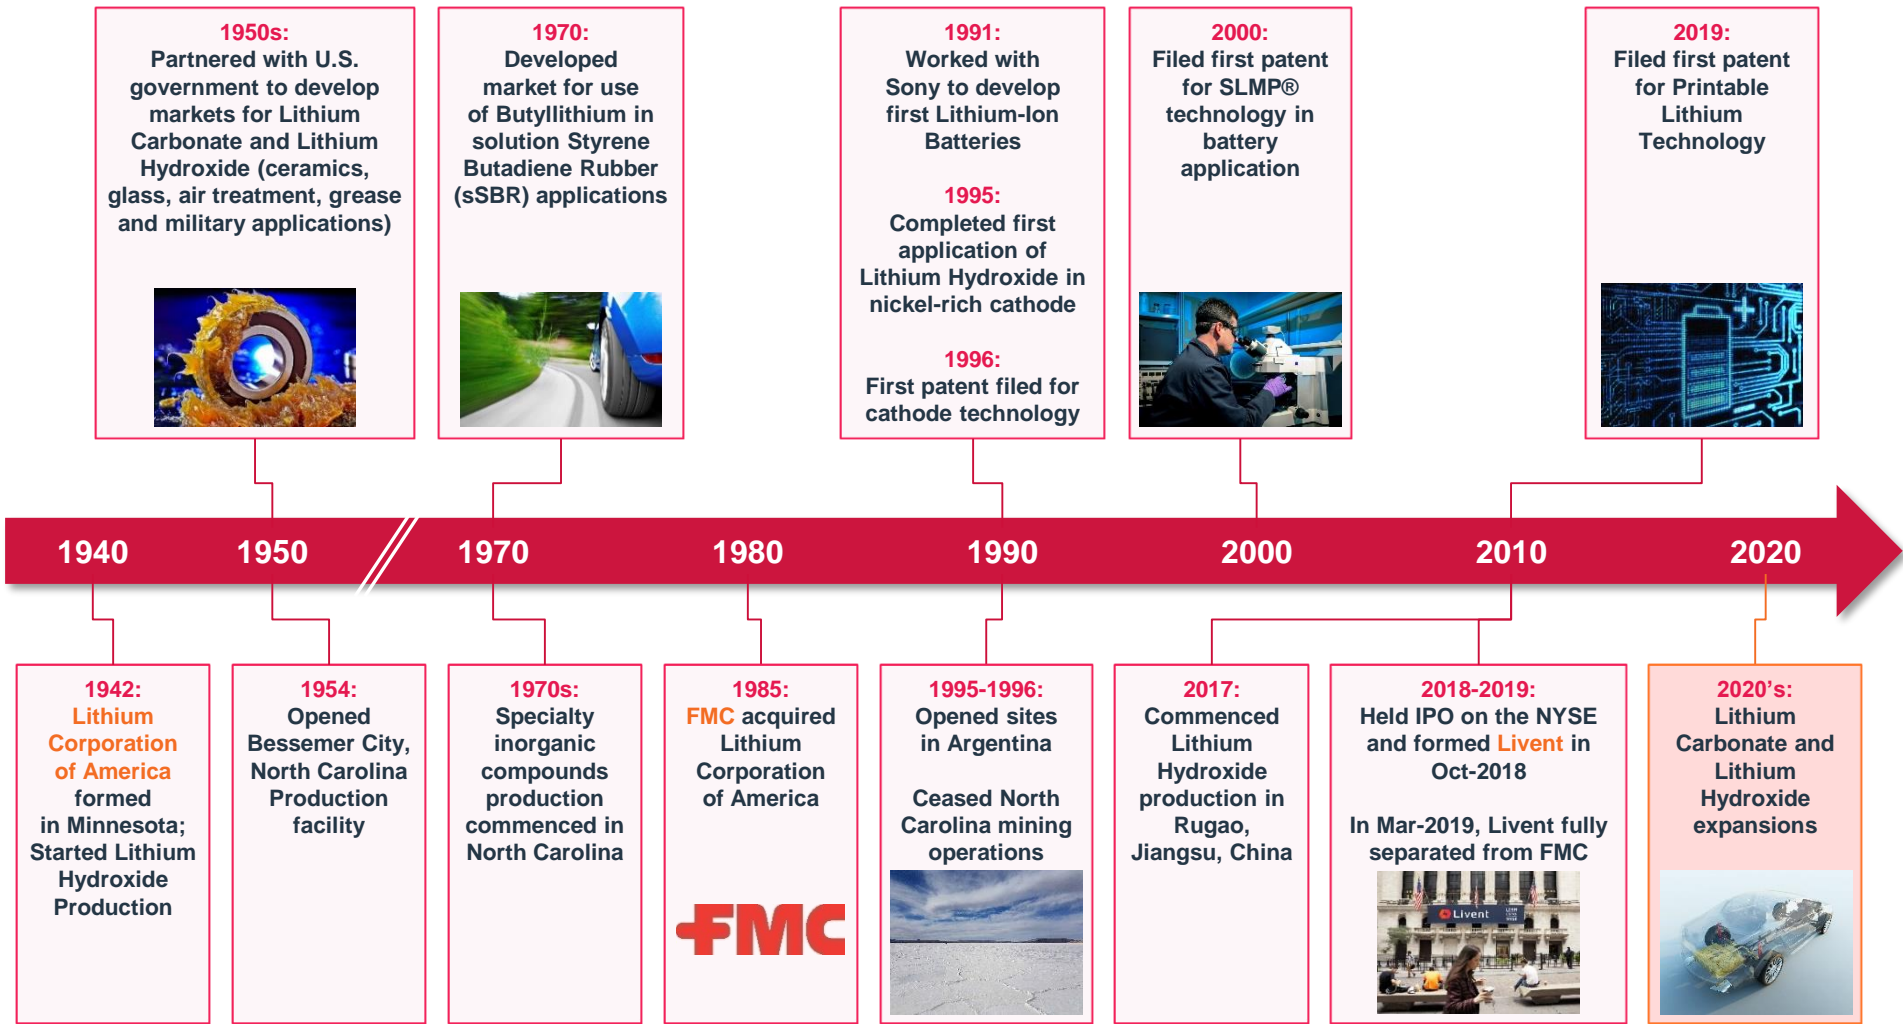 1950s:
Partnered with U.S.
government to develop
markets for Lithium
Carbonate and Lithium
Hydroxide (ceramics,
glass, air treatment, grease
and military applications)
1970:
Developed
market for use
of Butyllithium in
solution Styrene
Butadiene Rubber
(sSBR) applications
1991:
Worked with
Sony to develop
first Lithium-Ion
Batteries
1995:
Completed first
application of
Lithium Hydroxide in
nickel-rich cathode
1996:
First patent filed for
cathode technology
2000:
Filed first patent
for SLMP®
technology in
battery
application
2019:
Filed first patent
for Printable
Lithium
Technology
1940
1950
1970
1980
1990
2000
2010
2020
1942:
Lithium
Corporation
of America
formed
in Minnesota;
Started Lithium
Hydroxide
Production
1954:
Opened
Bessemer City,
North Carolina
Production
facility
1970s:
Specialty
inorganic
compounds
production
commenced in
North Carolina
1985:
FMC acquired
Lithium
Corporation
of America
FMC
1995-1996:
Opened sites
in Argentina
Ceased North
Carolina mining
operations
2017:
Commenced
Lithium
Hydroxide
production in
Rugao,
Jiangsu, China
2018-2019:
Held IPO on the NYSE
and formed Livent in
Oct-2018
In Mar-2019, Livent fully
separated from FMC
Livent
2020's:
Lithium
Carbonate and
Lithium
Hydroxide
expansions